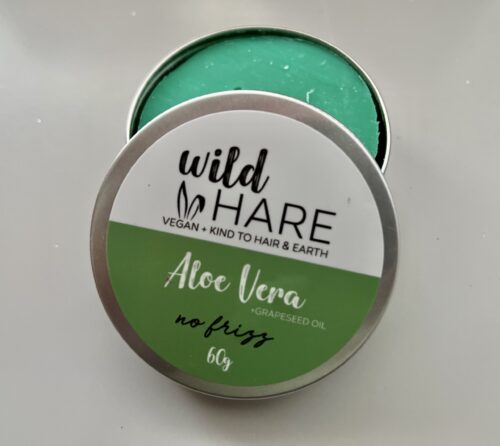 wild
HARE
VEGAN + KIND TO HAIR & EARTH
Aloe Vera
+GRAPESEED OIL
no frizz
60g